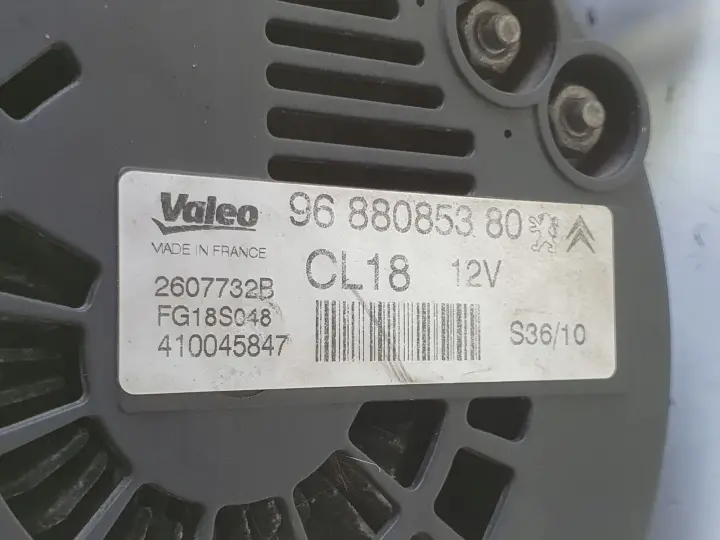 Valeo 96 880853 80
MADE IN FRANCE
CL18 12V
2607732B
FG18S048
410045847
S36/10